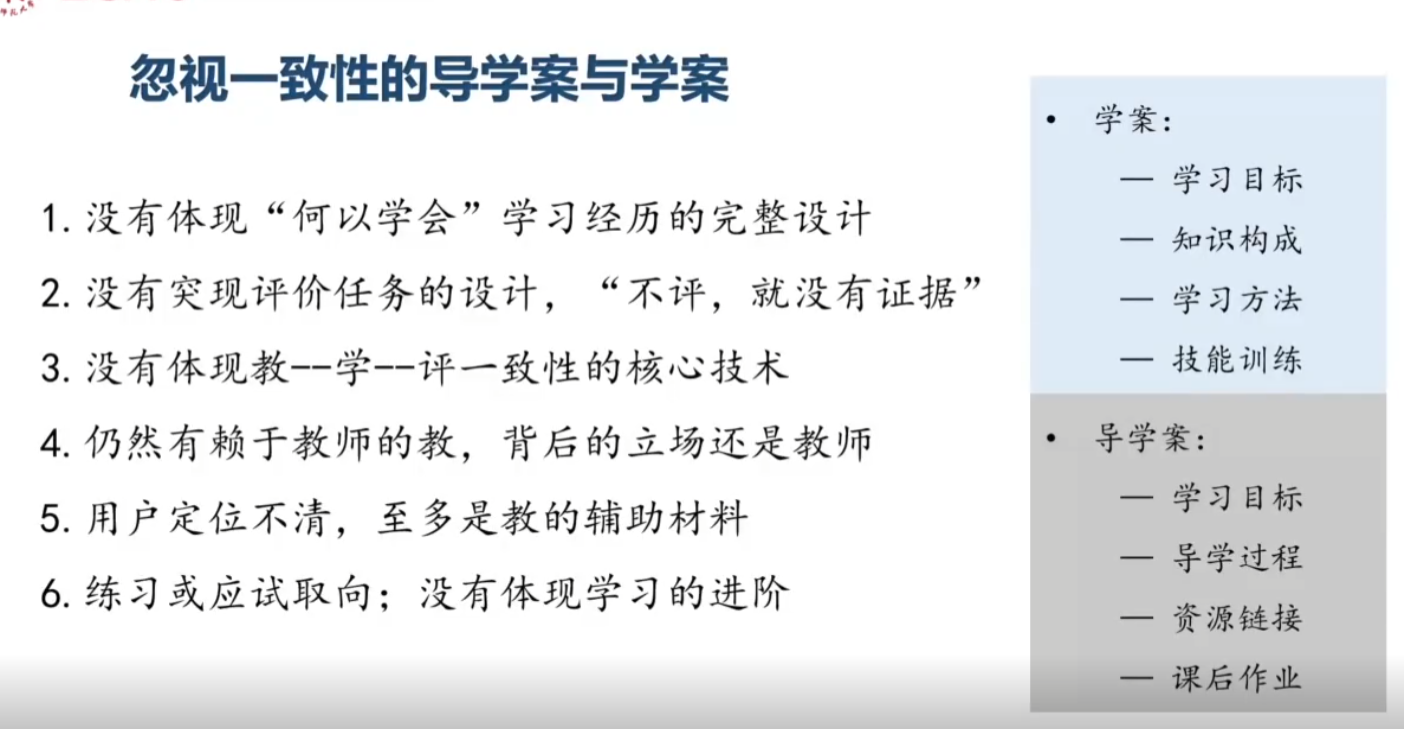 忽视一致性的导学案与学案
1. 没有体现“何以学会”学习经历的完整设计
2. 没有突现评价任务的设计，“不评，就没有证据”
3. 没有体现教--学--评一致性的核心技术
4. 仍然有赖于教师的教，背后的立场还是教师
5. 用户定位不清，至多是教的辅助材料
6. 练习或应试取向；没有体现学习的进阶
• 学案：
— 学习目标
— 知识构成
— 学习方法
— 技能训练
• 导学案：
— 学习目标
— 导学过程
— 资源链接
— 课后作业